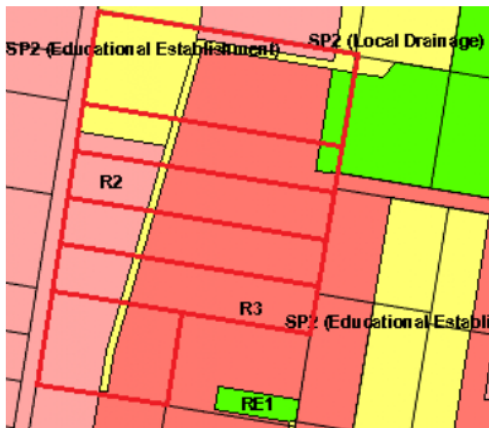 SP2 (Educational Establishment)
SP2 (Local Drainage)
R2
R3
SP2 (Educational Establi
RE1